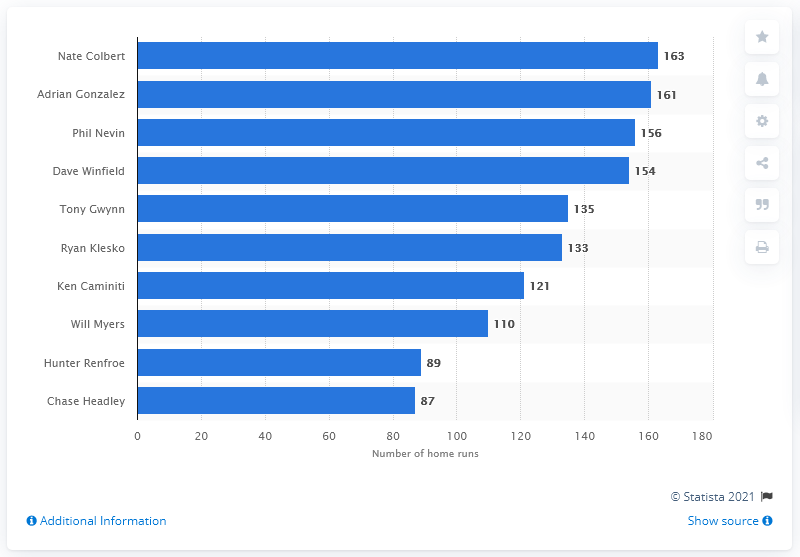 Nate Colbert 163
Adrian Gonzalez 161
Phil Nevin 156
Dave Winfield 154
Tony Gwynn 135
Ryan Klesko 133
Ken Caminiti 121
Will Myers 110
Hunter Renfroe 89
Chase Headley 87
0 20 40 60 80 100 120 140 160 180
Number of home runs
© Statista 2021
Additional Information Show source